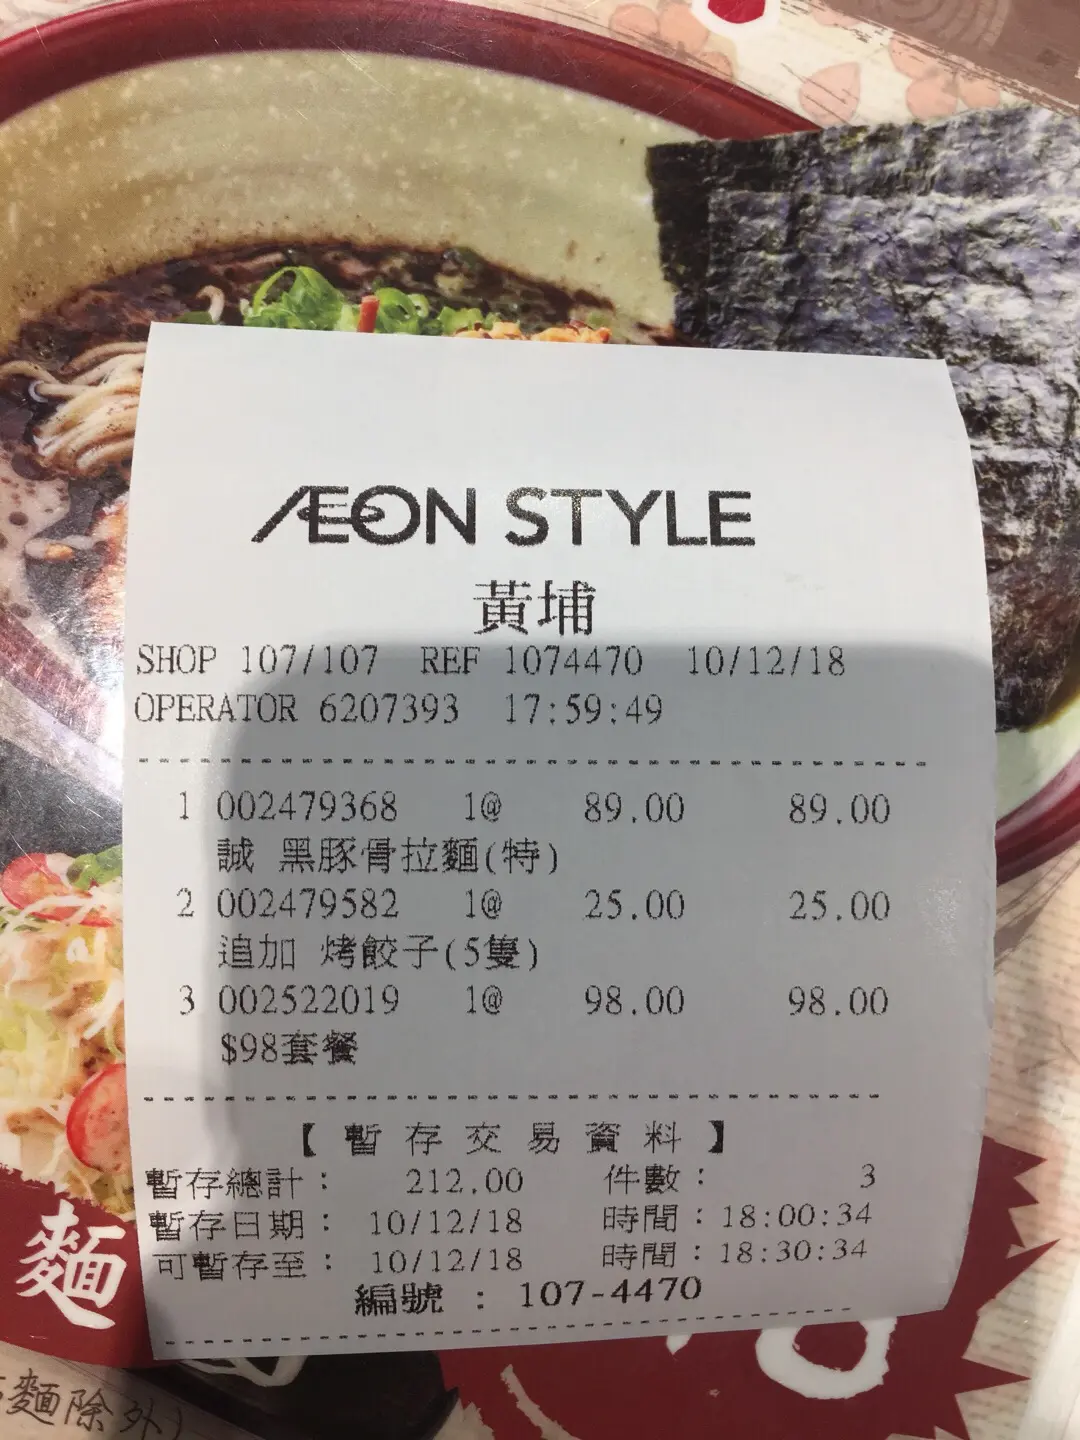 ÆON STYLE
黃埔
SHOP 107/107 REF 1074470 10/12/18
OPERATOR 6207393 17:59:49
1 002479368 1@ 89.00 89.00
誠 黑豚骨拉麵(特)
2 002479582 1@ 25.00 25.00
追加 烤餃子(5隻)
3 002522019 1@ 98.00 98.00
$98套餐
【暫存交易資料】
暫存總計: 212.00 件數: 3
暫存日期: 10/12/18 時間:18:00:34
可暫存至: 10/12/18 時間:18:30:34
編號 : 107-4470
麵
麵除外)